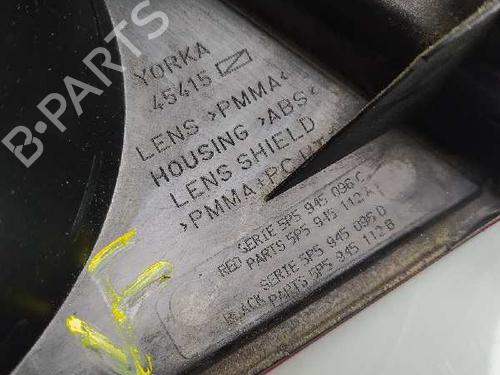 B-PARTS
YORKA
45415
LENS >PMMA<
HOUSING >ABS<
LENS SHIELD
>PMMA+PC HT
SERIE 5P5 945 096 C
RED PARTS 5P5 945 112 A
SERIE 5P5 945 096 D
BLACK PARTS 5P5 945 112 B